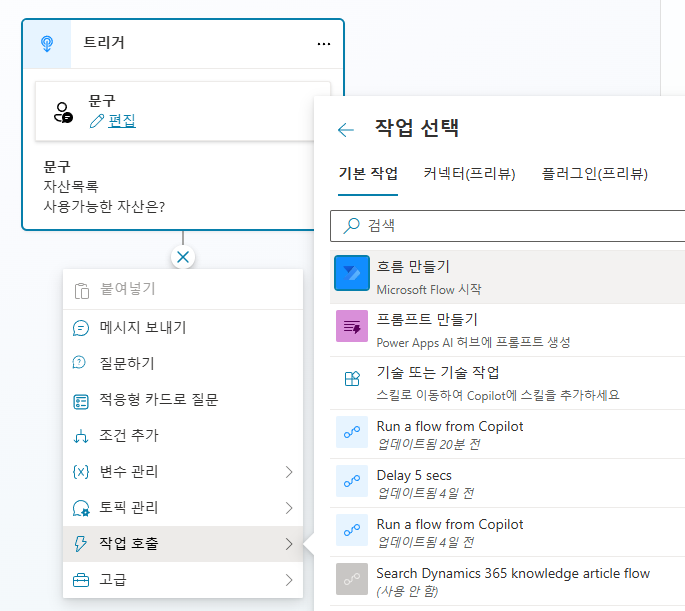 트리거
문구
편집
문구
자산목록
사용가능한 자산은?
붙여넣기
메시지 보내기
질문하기
적응형 카드로 질문
조건 추가
변수 관리
토픽 관리
작업 호출
고급
작업 선택
기본 작업 커넥터(프리뷰) 플러그인(프리뷰)
검색
흐름 만들기
Microsoft Flow 시작
프롬프트 만들기
Power Apps AI 허브에 프롬프트 생성
기술 또는 기술 작업
스킬로 이동하여 Copilot에 스킬을 추가하세요
Run a flow from Copilot
업데이트됨 20분 전
Delay 5 secs
업데이트됨 4일 전
Run a flow from Copilot
업데이트됨 4일 전
Search Dynamics 365 knowledge article flow
(사용 안 함)